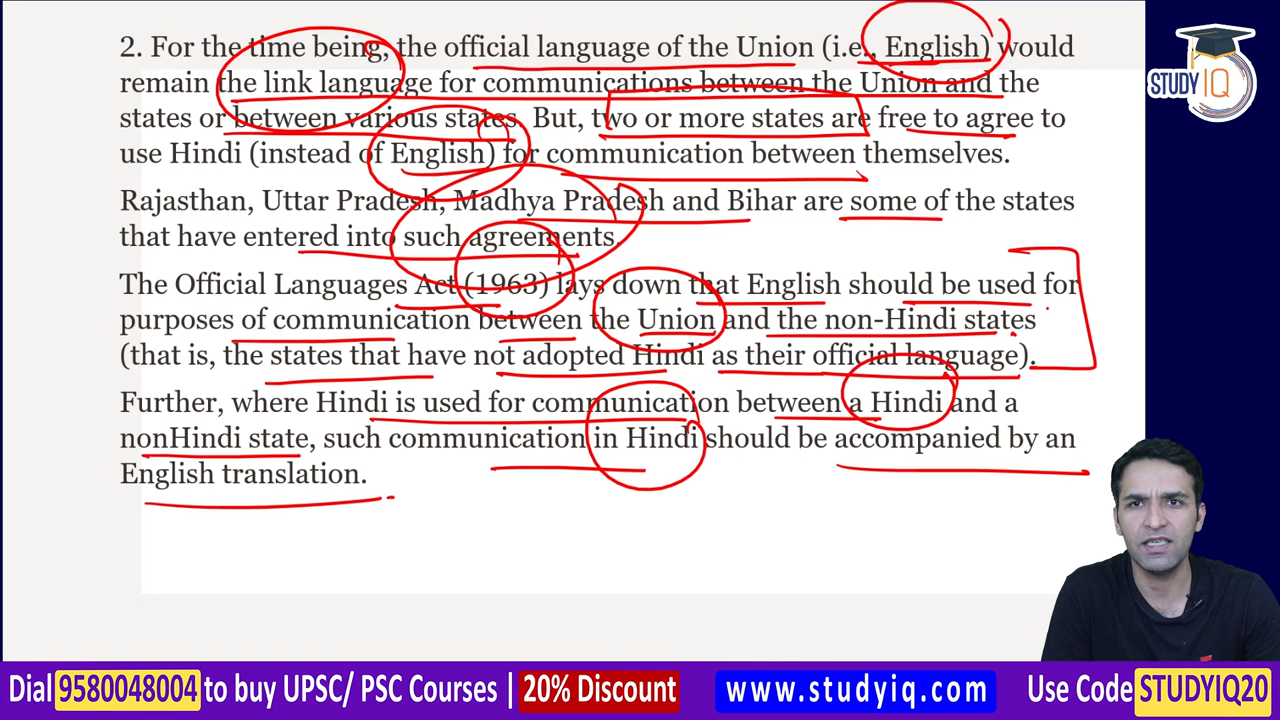 2. For the time being, the official language of the Union (i.e., English) would
remain the link language for communications between the Union and the
states or between various states. But, two or more states are free to agree to
use Hindi (instead of English) for communication between themselves.
Rajasthan, Uttar Pradesh, Madhya Pradesh and Bihar are some of the states
that have entered into such agreements.
The Official Languages Act (1963) lays down that English should be used for
purposes of communication between the Union and the non-Hindi states
(that is, the states that have not adopted Hindi as their official language).
Further, where Hindi is used for communication between a Hindi and a
nonHindi state, such communication in Hindi should be accompanied by an
English translation.
STUDY IQ
Dial 9580048004 to buy UPSC/ PSC Courses | 20% Discount www.studyiq.com Use Code STUDYIQ20